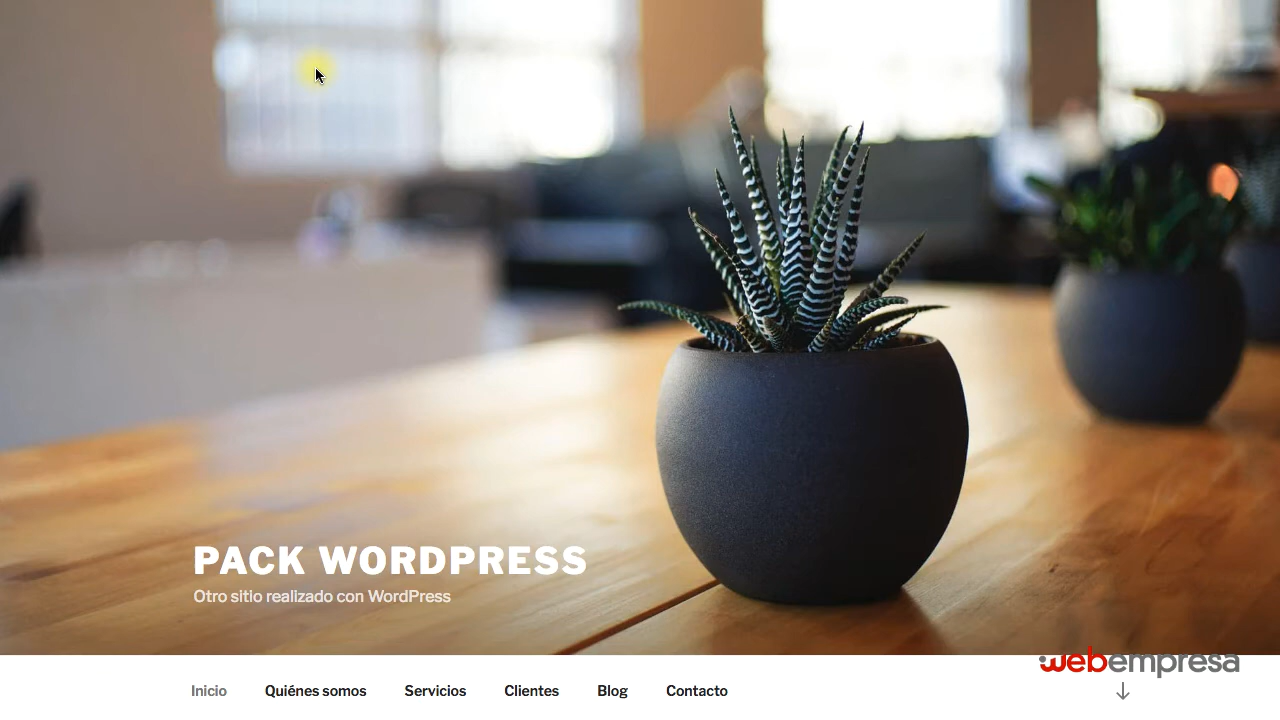 PACK WORDPRESS
Otro sitio realizado con WordPress
webempresa
Inicio Quiénes somos Servicios Clientes Blog Contacto